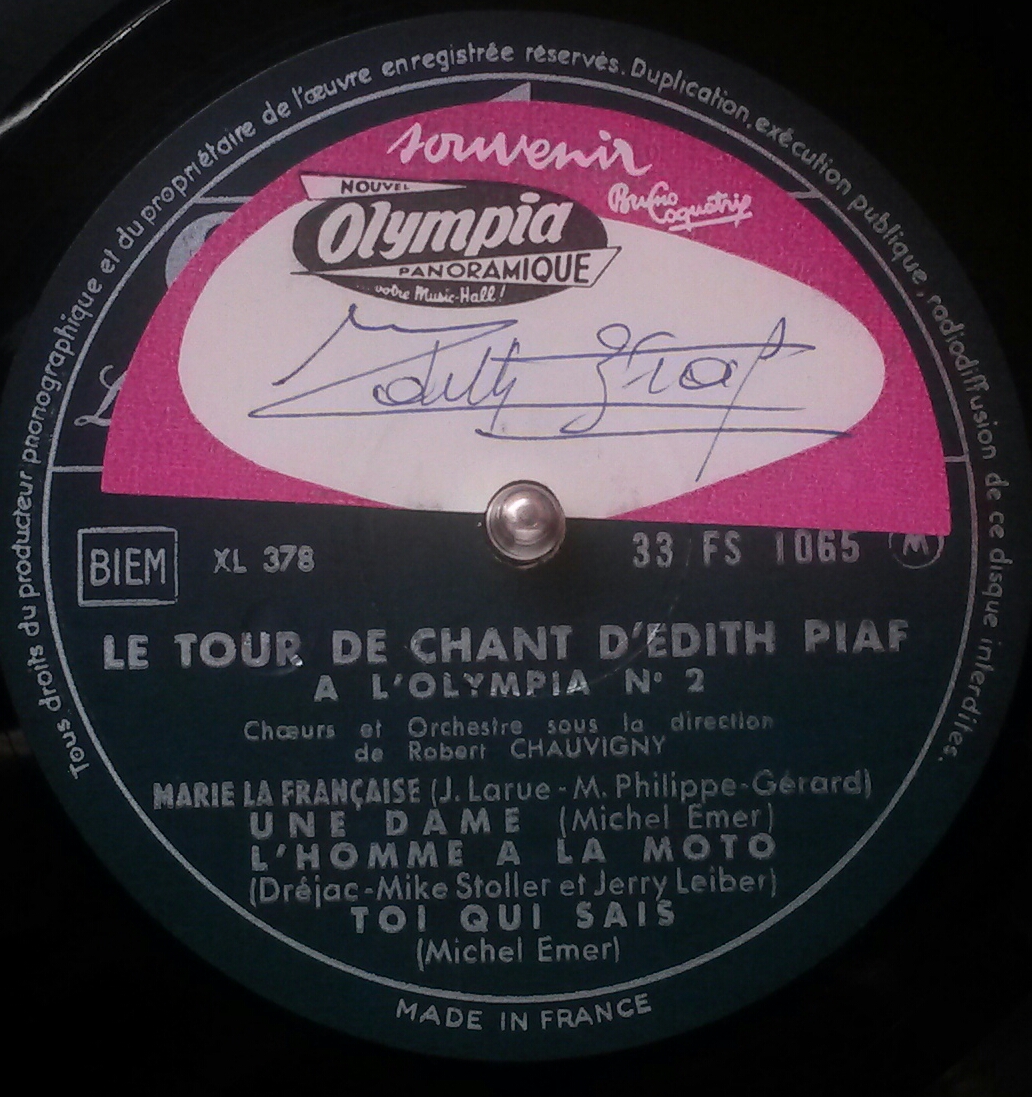 Tous droits du producteur phonographique et du propriétaire de l'œuvre enregistrée réservés. Duplication, exécution publique, radiodiffusion de ce disque interdites.
souvenir
Bruno Coquatrix
NOUVEL
Olympia
PANORAMIQUE
votre Music-Hall!
Edith Piaf
BIEM XL 378 33 FS 1065 M
LE TOUR DE CHANT D'ÉDITH PIAF
A L'OLYMPIA N° 2
Chœurs et Orchestre sous la direction
de Robert CHAUVIGNY
MARIE LA FRANÇAISE (J. Larue - M. Philippe-Gérard)
UNE DAME (Michel Emer)
L'HOMME A LA MOTO
(Dréjac-Mike Stoller et Jerry Leiber)
TOI QUI SAIS
(Michel Emer)
MADE IN FRANCE